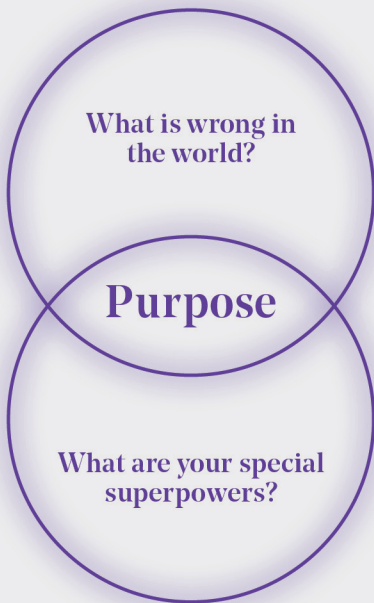 What is wrong in
the world?
Purpose
What are your special
superpowers?